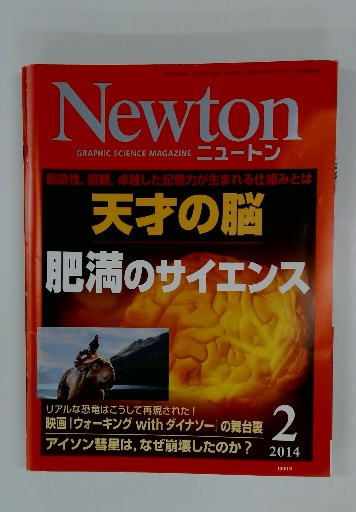 Newton
GRAPHIC SCIENCE MAGAZINE ニュートン
創造性、直観、卓越した記憶力が生まれる仕組みとは
天才の脳
肥満のサイエンス
リアルな恐竜はこうして再現された!
映画「ウォーキング with ダイナソー」の舞台裏
アイソン彗星は，なぜ崩壊したのか?
2
2014